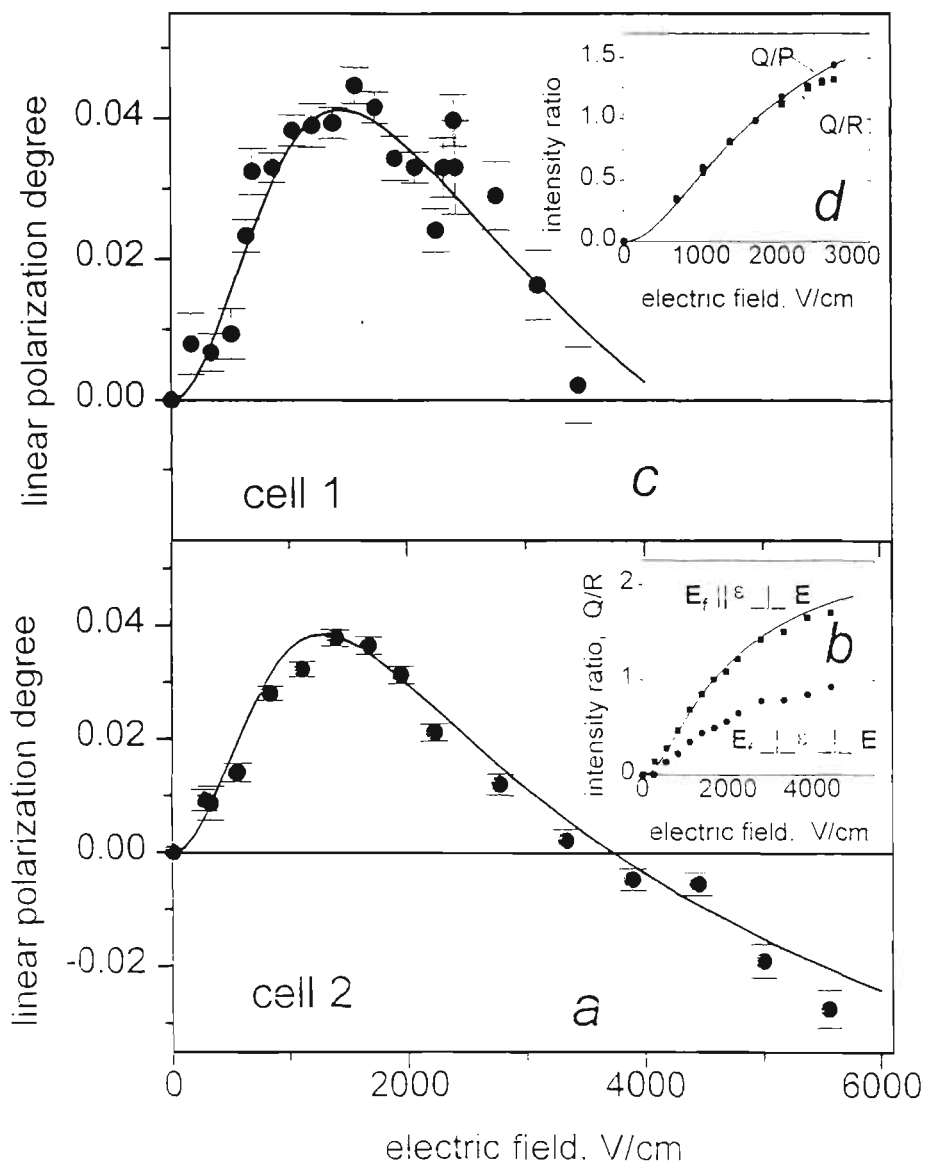 linear polarization degree
0.04
0.02
0.00
cell 1
c
intensity ratio
1.5
1.0
0.5
0.0
Q/P
Q/R
d
0
1000
2000
3000
electric field. V/cm
linear polarization degree
0.04
0.02
0.00
-0.02
cell 2
a
intensity ratio, Q/R
2
1
0
E_f || ε ⊥ E
b
ε ⊥ E
0
2000
4000
electric field. V/cm
0
2000
4000
6000
electric field. V/cm